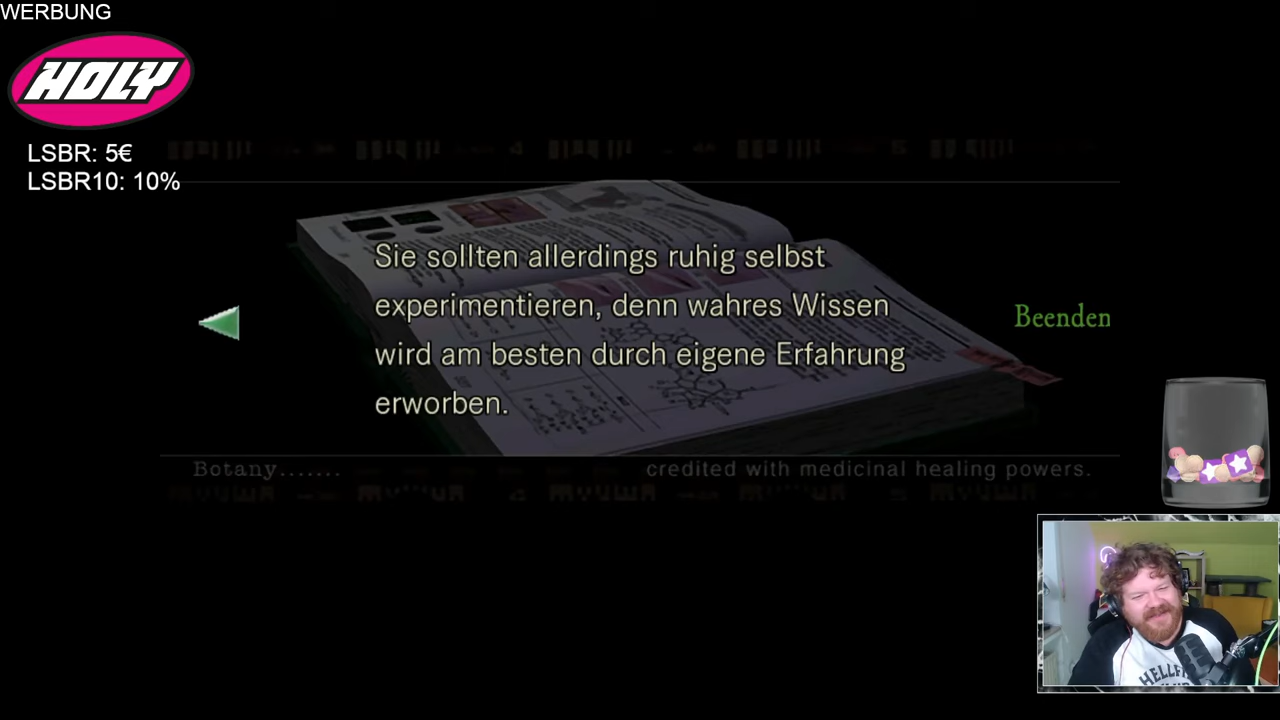 WERBUNG
HOLY
LSBR: 5€
LSBR10: 10%
Sie sollten allerdings ruhig selbst
experimentieren, denn wahres Wissen
wird am besten durch eigene Erfahrung
erworben.
Beenden
Botany....... credited with medicinal healing powers.